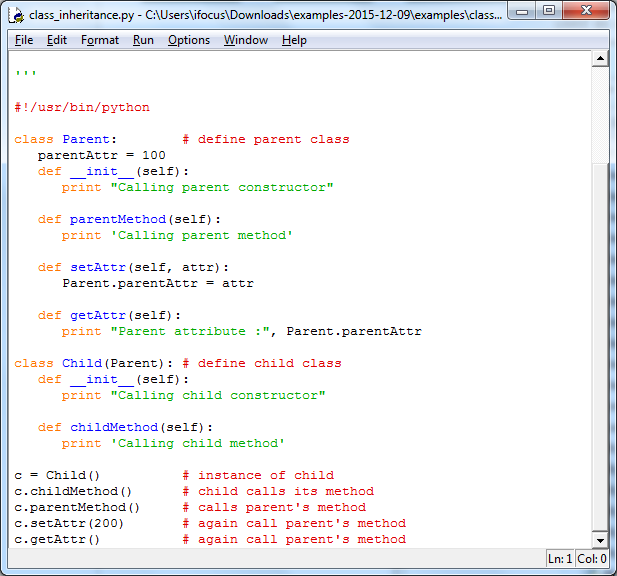 class_inheritance.py - C:\Users\ifocus\Downloads\examples-2015-12-09\examples\class...
File Edit Format Run Options Window Help
'''
#!/usr/bin/python
class Parent:        # define parent class
   parentAttr = 100
   def __init__(self):
      print "Calling parent constructor"
   def parentMethod(self):
      print 'Calling parent method'
   def setAttr(self, attr):
      Parent.parentAttr = attr
   def getAttr(self):
      print "Parent attribute :", Parent.parentAttr
class Child(Parent): # define child class
   def __init__(self):
      print "Calling child constructor"
   def childMethod(self):
      print 'Calling child method'
c = Child()          # instance of child
c.childMethod()      # child calls its method
c.parentMethod()     # calls parent's method
c.setAttr(200)       # again call parent's method
c.getAttr()          # again call parent's method
Ln: 1 Col: 0